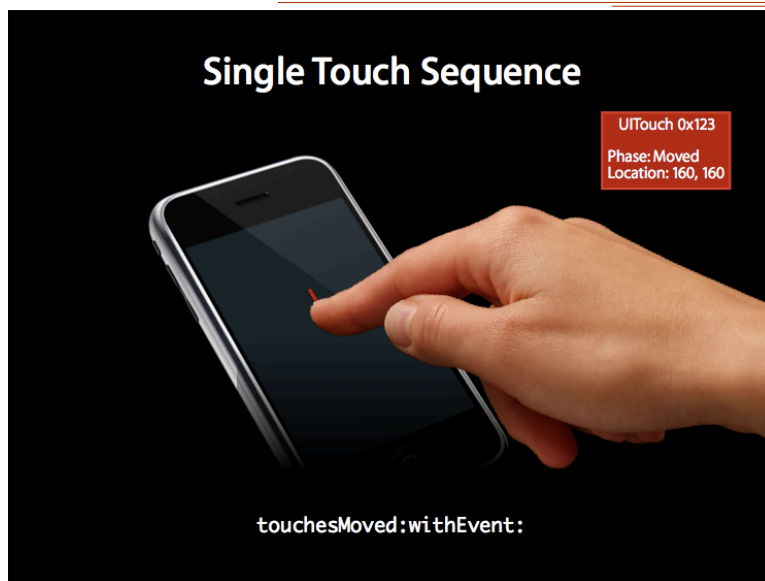 Single Touch Sequence
UITouch 0x123
Phase: Moved
Location: 160, 160
touchesMoved:withEvent: